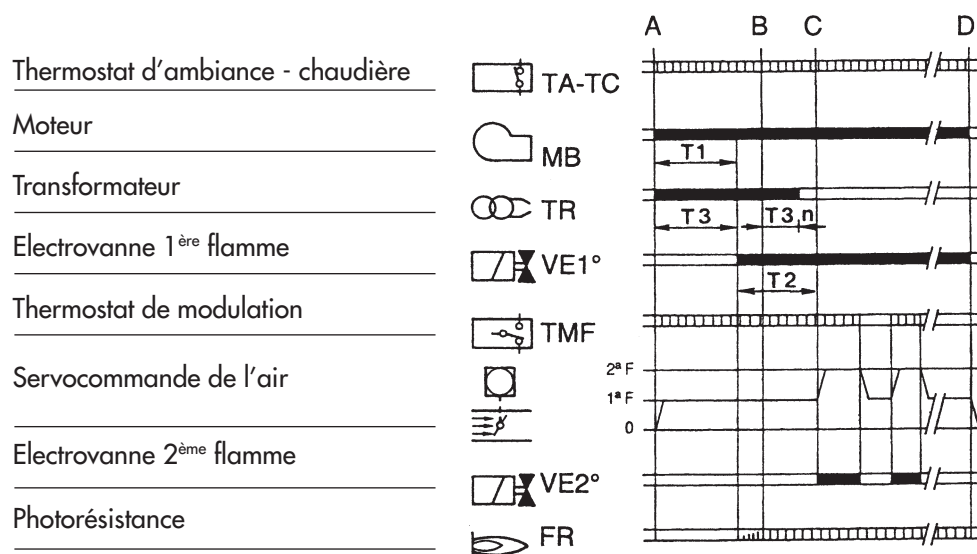 A B C D
Thermostat d'ambiance - chaudière TA-TC
Moteur MB
T1
Transformateur TR
T3 T3n
Electrovanne 1ère flamme VE1°
T2
Thermostat de modulation TMF
2ª F
Servocommande de l'air 1ª F
0
Electrovanne 2ème flamme VE2°
Photorésistance FR